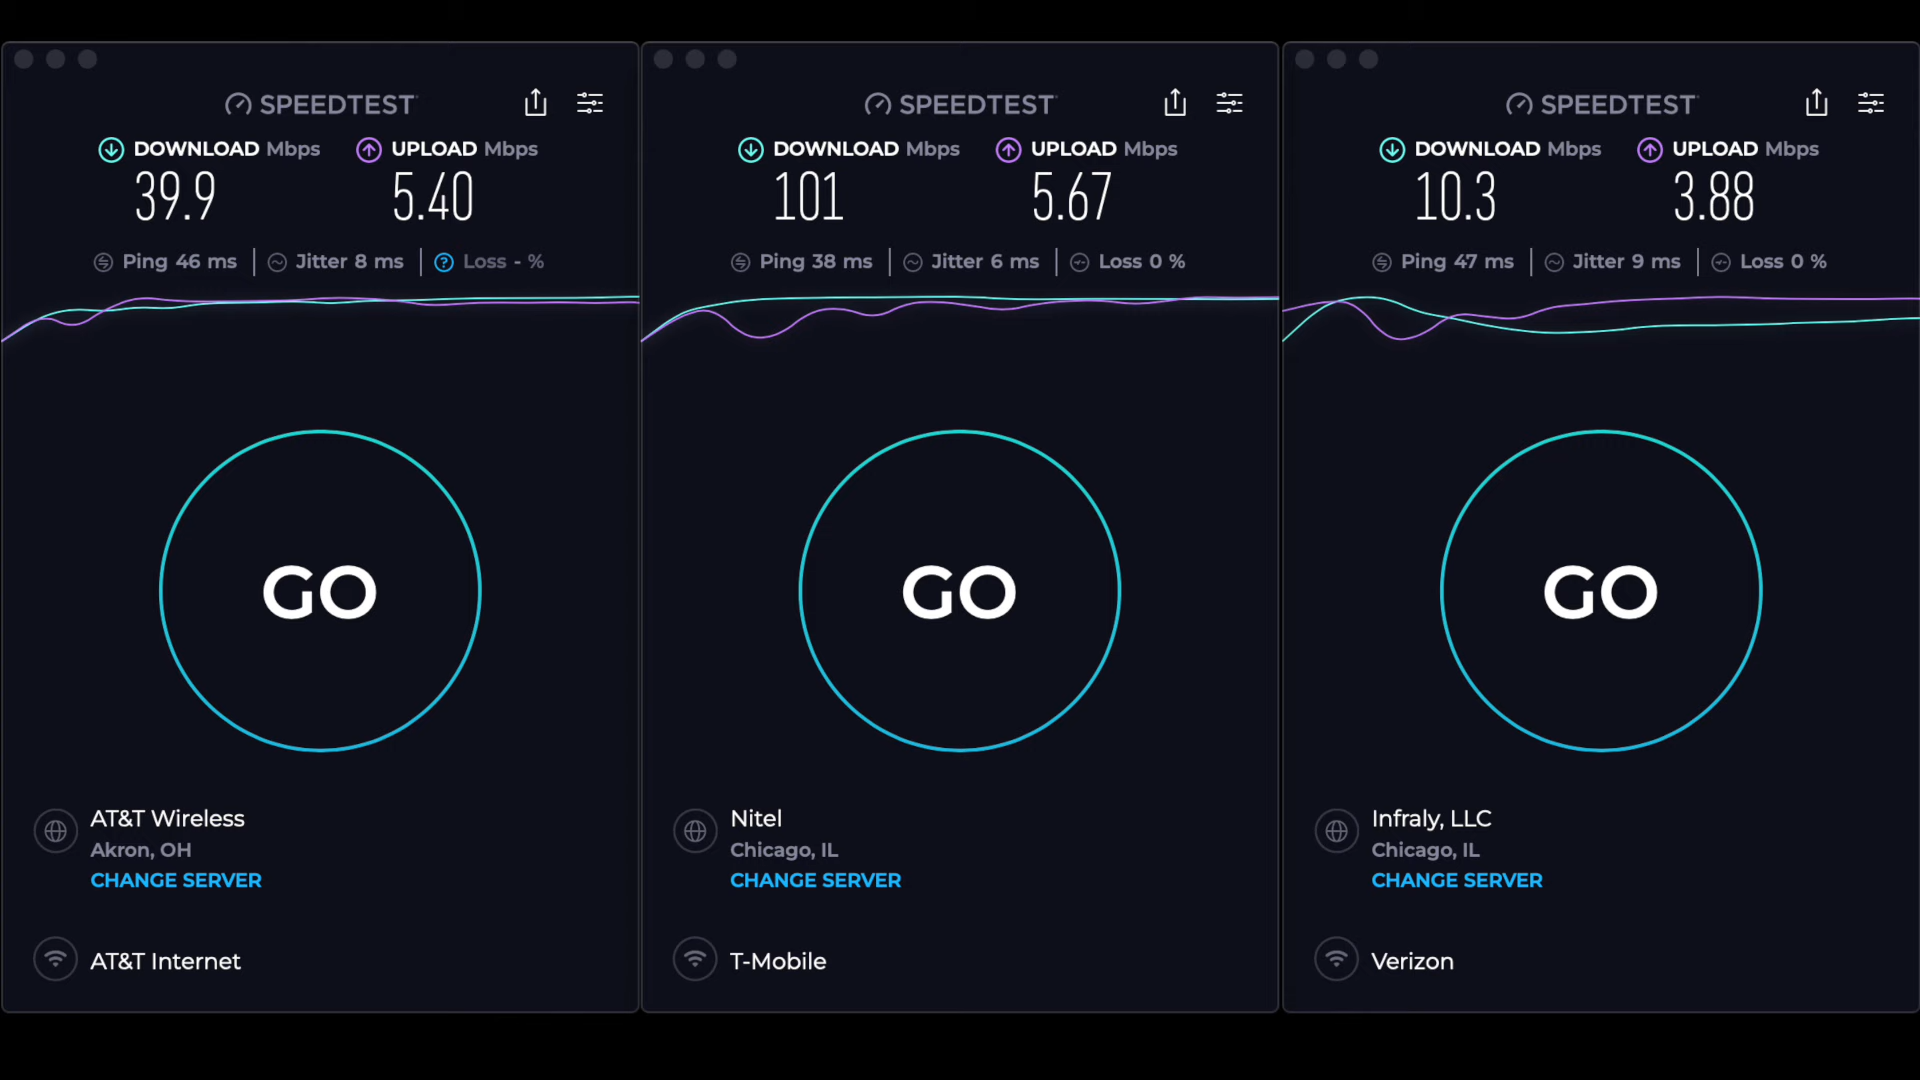 SPEEDTEST
DOWNLOAD Mbps UPLOAD Mbps
39.9 5.40
Ping 46 ms Jitter 8 ms Loss - %
GO
AT&T Wireless
Akron, OH
CHANGE SERVER
AT&T Internet
SPEEDTEST
DOWNLOAD Mbps UPLOAD Mbps
101 5.67
Ping 38 ms Jitter 6 ms Loss 0 %
GO
Nitel
Chicago, IL
CHANGE SERVER
T-Mobile
SPEEDTEST
DOWNLOAD Mbps UPLOAD Mbps
10.3 3.88
Ping 47 ms Jitter 9 ms Loss 0 %
GO
Infraly, LLC
Chicago, IL
CHANGE SERVER
Verizon